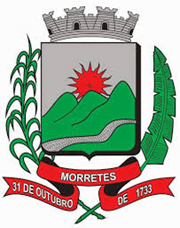 MORRETES
31 DE OUTUBRO DE 1733